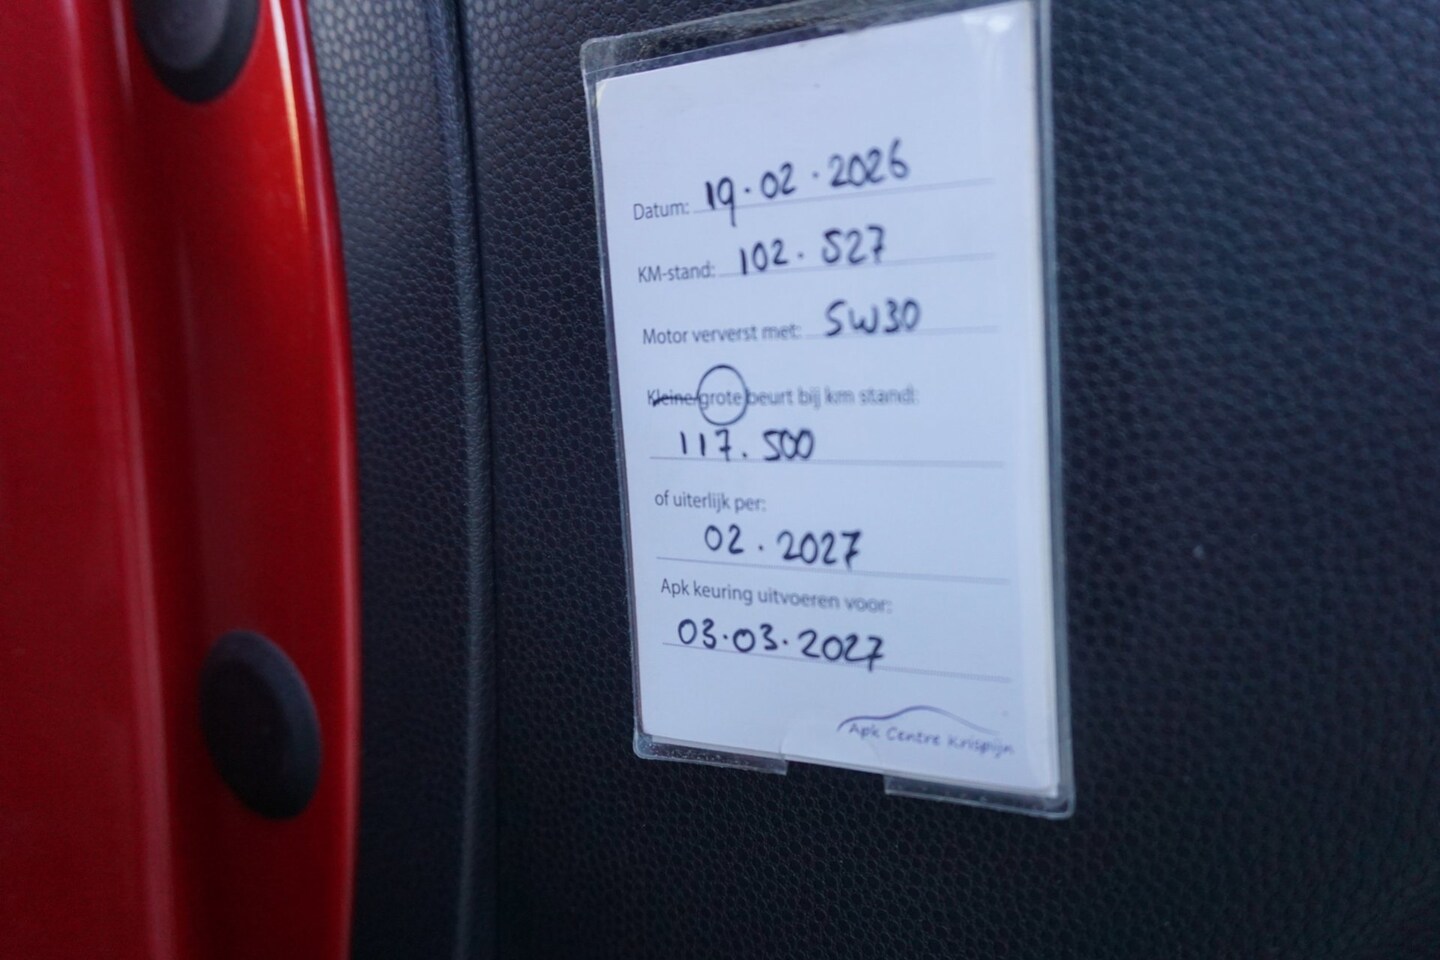 Datum: 19.02.2026
KM-stand: 102.527
Motor ververst met: 5W30
Kleine/grote beurt bij km stand:
117.500
of uiterlijk per:
02.2027
Apk keuring uitvoeren voor:
03.03.2027
Apk Centre Krispijn